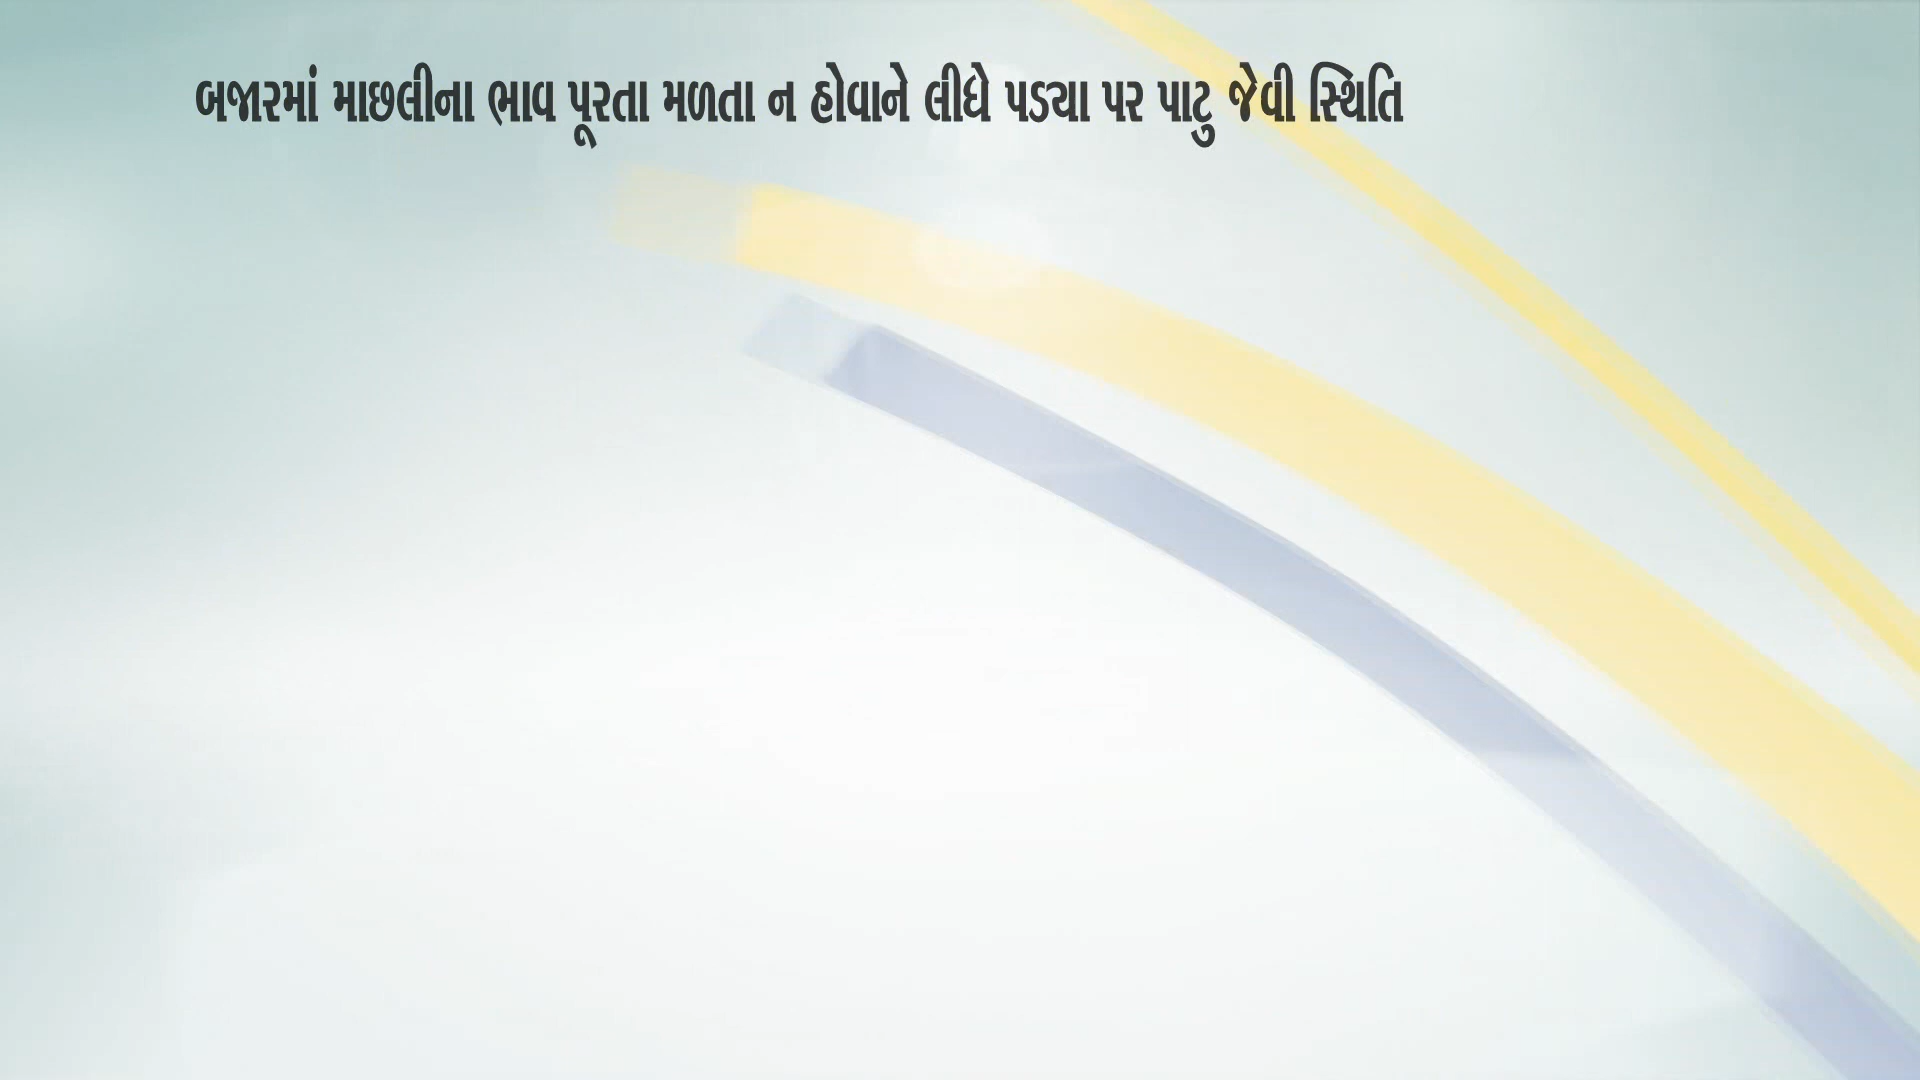 બજારમાં માછલીના ભાવ પૂરતા મળતા ન હોવાને લીધે પડ્યા પર પાટુ જેવી સ્થિતિ